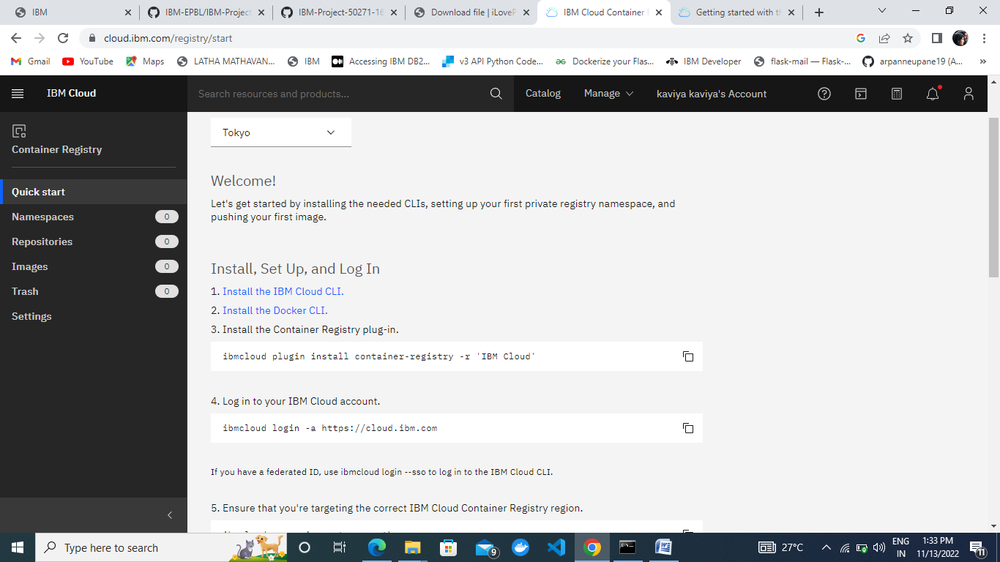 IBM
IBM-EPBL/IBM-Project
IBM-Project-50271-16
Download file | iLoveP
IBM Cloud Container R
Getting started with th
cloud.ibm.com/registry/start
Gmail
YouTube
Maps
LATHA MATHAVAN...
IBM
Accessing IBM DB2...
v3 API Python Code...
Dockerize your Flas...
IBM Developer
flask-mail — Flask-...
arpanneupane19 (A...
IBM Cloud
Search resources and products...
Catalog
Manage
kaviya kaviya's Account
Container Registry
Quick start
Namespaces 0
Repositories 0
Images 0
Trash 0
Settings
Tokyo
Welcome!
Let's get started by installing the needed CLIs, setting up your first private registry namespace, and
pushing your first image.
Install, Set Up, and Log In
1. Install the IBM Cloud CLI.
2. Install the Docker CLI.
3. Install the Container Registry plug-in.
ibmcloud plugin install container-registry -r 'IBM Cloud'
4. Log in to your IBM Cloud account.
ibmcloud login -a https://cloud.ibm.com
If you have a federated ID, use ibmcloud login --sso to log in to the IBM Cloud CLI.
5. Ensure that you're targeting the correct IBM Cloud Container Registry region.
Type here to search
9
27°C
ENG
IN
1:33 PM
11/13/2022
11